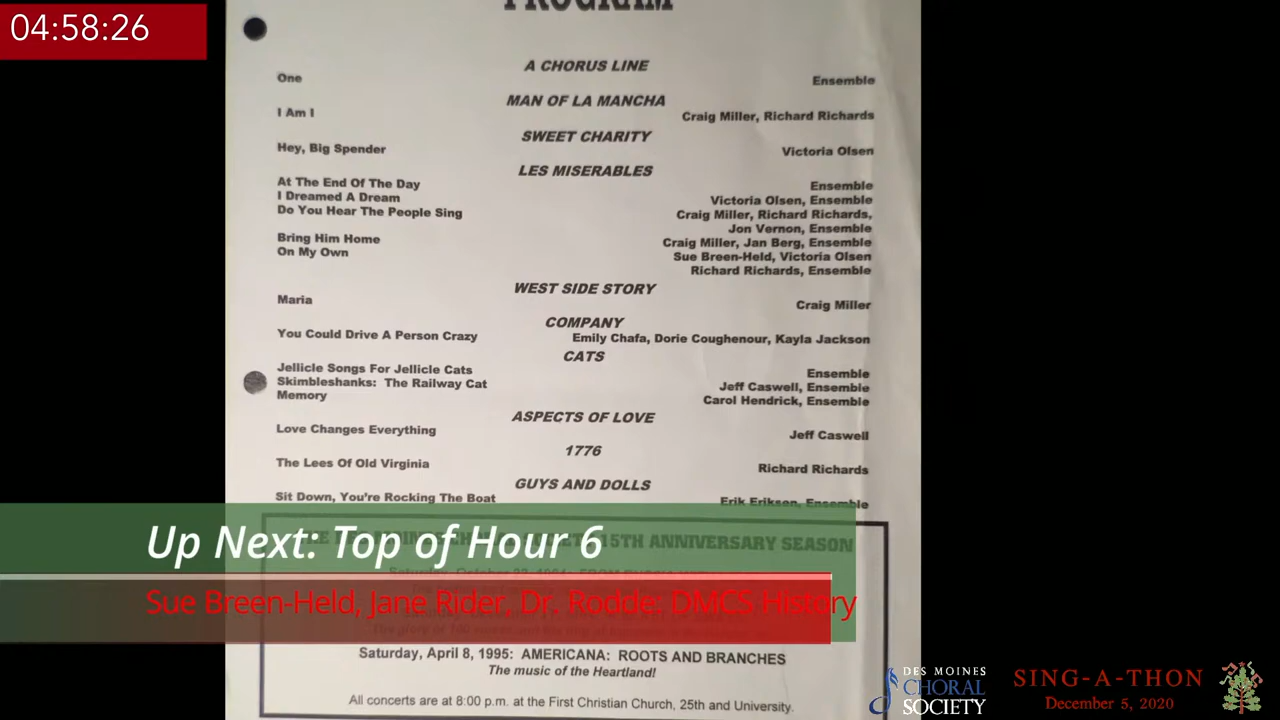 04:58:26
PROGRAM
A CHORUS LINE
One Ensemble
MAN OF LA MANCHA
I Am I Craig Miller, Richard Richards
SWEET CHARITY
Hey, Big Spender Victoria Olsen
LES MISERABLES
At The End Of The Day Ensemble
I Dreamed A Dream Victoria Olsen, Ensemble
Do You Hear The People Sing Craig Miller, Richard Richards,
Jon Vernon, Ensemble
Bring Him Home Craig Miller, Jan Berg, Ensemble
On My Own Sue Breen-Held, Victoria Olsen
Richard Richards, Ensemble
WEST SIDE STORY
Maria Craig Miller
COMPANY
You Could Drive A Person Crazy Emily Chafa, Dorie Coughenour, Kayla Jackson
CATS
Jellicle Songs For Jellicle Cats Ensemble
Skimbleshanks: The Railway Cat Jeff Caswell, Ensemble
Memory Carol Hendrick, Ensemble
ASPECTS OF LOVE
Love Changes Everything Jeff Caswell
1776
The Lees Of Old Virginia Richard Richards
GUYS AND DOLLS
Sit Down, You're Rocking The Boat Erik Eriksen, Ensemble
15TH ANNIVERSARY SEASON
Up Next: Top of Hour 6
Sue Breen-Held, Jane Rider, Dr. Rodde: DMCS History
Saturday, April 8, 1995: AMERICANA: ROOTS AND BRANCHES
The music of the Heartland!
All concerts are at 8:00 p.m. at the First Christian Church, 25th and University.
DES MOINES
CHORAL
SOCIETY
SING-A-THON
December 5, 2020